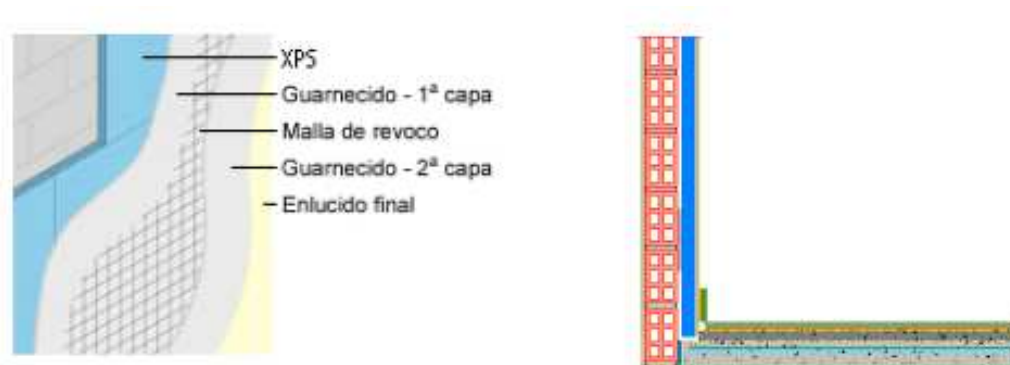 XPS
Guarnecido - 1ª capa
Malla de revoco
Guarnecido - 2ª capa
Enlucido final